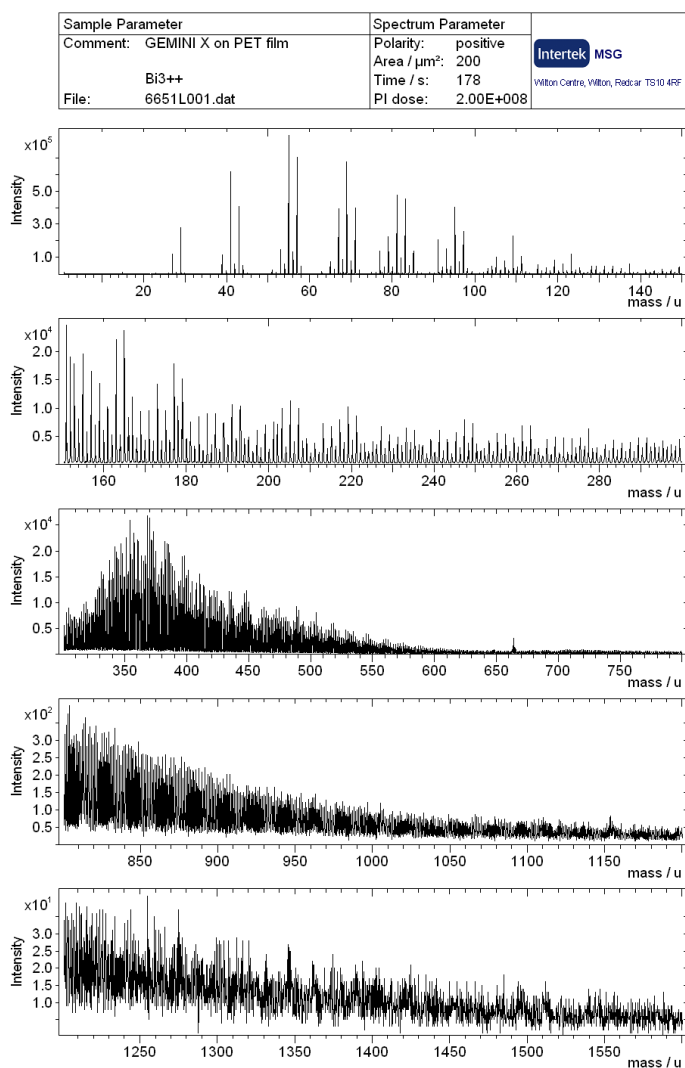 Sample Parameter Spectrum Parameter
Comment: GEMINI X on PET film Polarity: positive
Area / µm²: 200
Bi3++ Time / s: 178
File: 6651L001.dat PI dose: 2.00E+008
Intertek MSG
Wilton Centre, Wilton, Redcar TS10 4RF
x10⁵
Intensity
5.0
3.0
1.0
20 40 60 80 100 120 140
mass / u
x10⁴
Intensity
2.0
1.5
1.0
0.5
160 180 200 220 240 260 280
mass / u
x10⁴
Intensity
2.0
1.5
1.0
0.5
350 400 450 500 550 600 650 700 750
mass / u
x10²
Intensity
3.0
2.5
2.0
1.5
1.0
0.5
850 900 950 1000 1050 1100 1150
mass / u
x10¹
Intensity
3.0
2.5
2.0
1.5
1.0
1250 1300 1350 1400 1450 1500 1550
mass / u